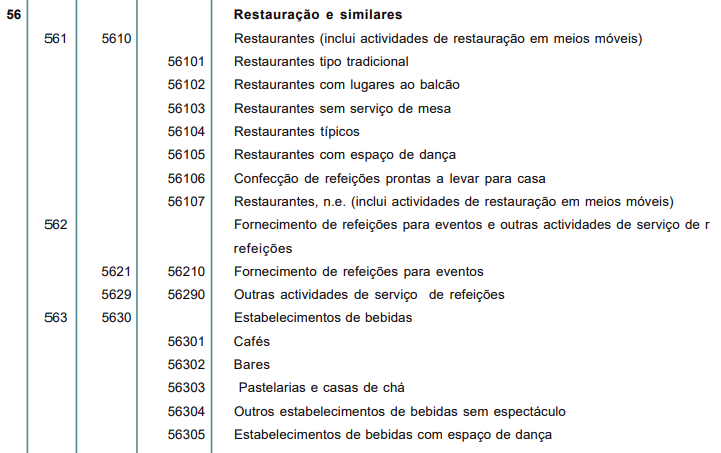 56 Restauração e similares
561 5610 Restaurantes (inclui actividades de restauração em meios móveis)
56101 Restaurantes tipo tradicional
56102 Restaurantes com lugares ao balcão
56103 Restaurantes sem serviço de mesa
56104 Restaurantes típicos
56105 Restaurantes com espaço de dança
56106 Confecção de refeições prontas a levar para casa
56107 Restaurantes, n.e. (inclui actividades de restauração em meios móveis)
562 Fornecimento de refeições para eventos e outras actividades de serviço de r
refeições
5621 56210 Fornecimento de refeições para eventos
5629 56290 Outras actividades de serviço de refeições
563 5630 Estabelecimentos de bebidas
56301 Cafés
56302 Bares
56303 Pastelarias e casas de chá
56304 Outros estabelecimentos de bebidas sem espectáculo
56305 Estabelecimentos de bebidas com espaço de dança